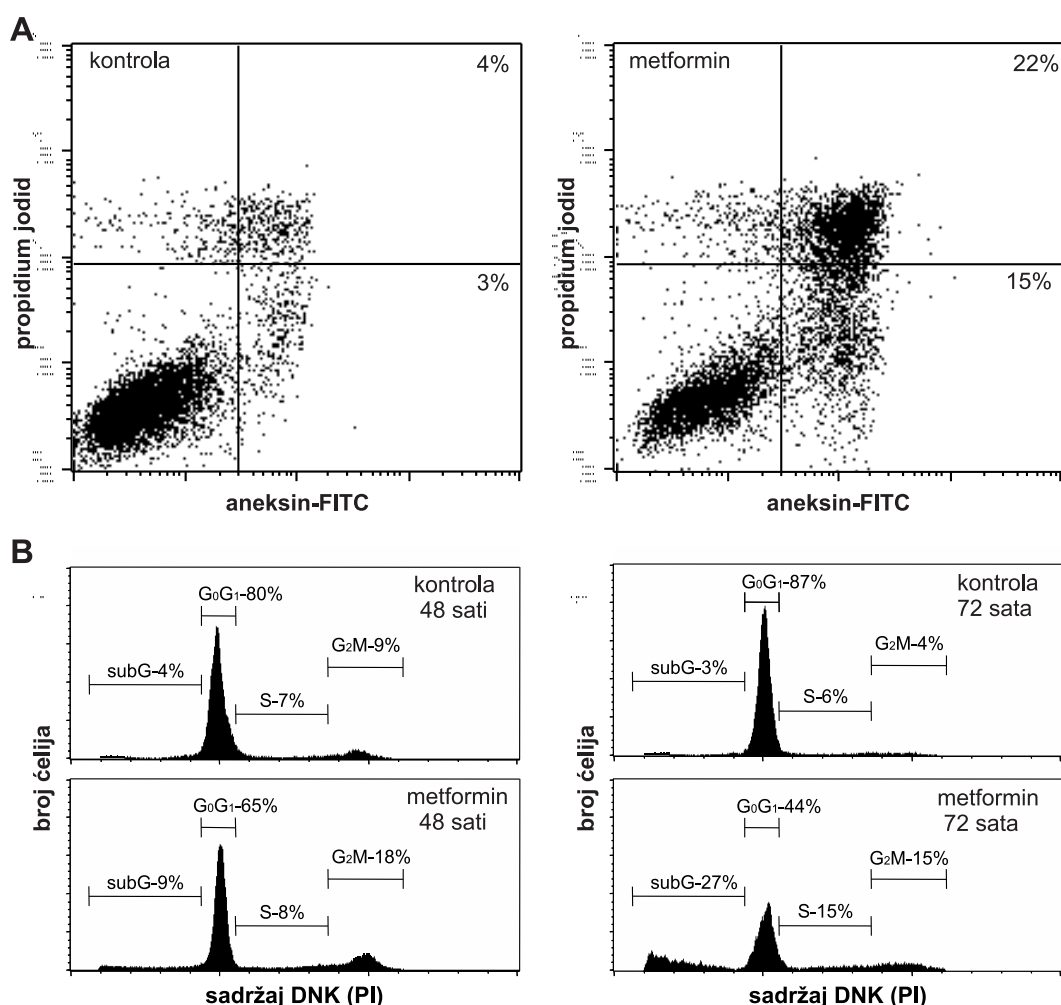 A
kontrola
4%
3%
propidium jodid
aneksin-FITC
metformin
22%
15%
propidium jodid
aneksin-FITC
B
kontrola
48 sati
G0G1-80%
G2M-9%
subG-4%
S-7%
kontrola
72 sata
G0G1-87%
G2M-4%
subG-3%
S-6%
metformin
48 sati
G0G1-65%
G2M-18%
subG-9%
S-8%
metformin
72 sata
G0G1-44%
G2M-15%
subG-27%
S-15%
broj ćelija
broj ćelija
sadržaj DNK (PI)
sadržaj DNK (PI)